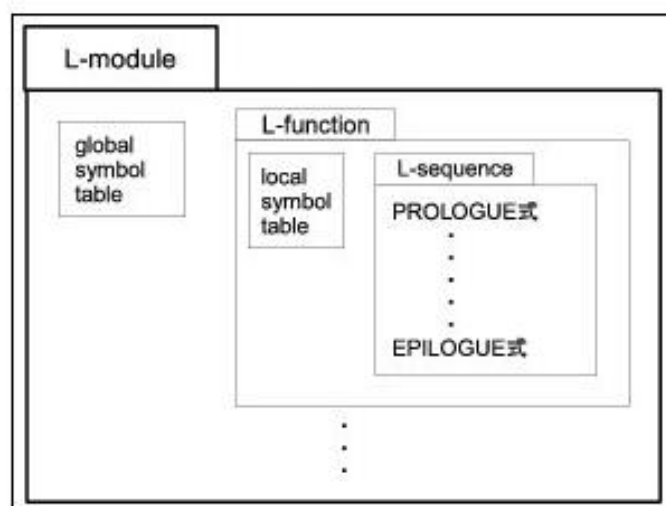 L-module
global
symbol
table
L-function
local
symbol
table
L-sequence
PROLOGUE式
EPILOGUE式